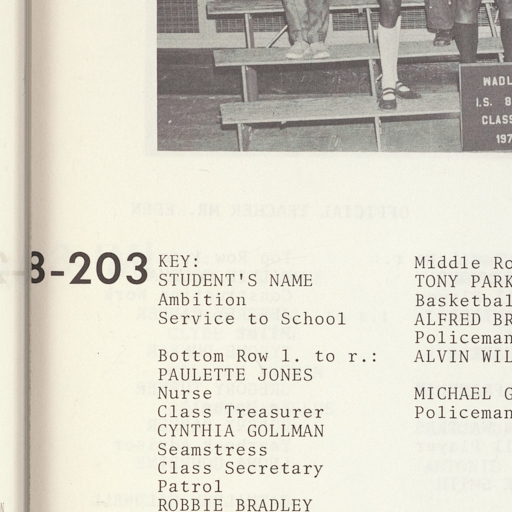 WADL
I.S. 8
CLAS
197
8-203
KEY:
STUDENT'S NAME
Ambition
Service to School
Bottom Row l. to r.:
PAULETTE JONES
Nurse
Class Treasurer
CYNTHIA GOLLMAN
Seamstress
Class Secretary
Patrol
ROBBIE BRADLEY
Middle Ro
TONY PARK
Basketbal
ALFRED BR
Policeman
ALVIN WIL
MICHAEL G
Policeman